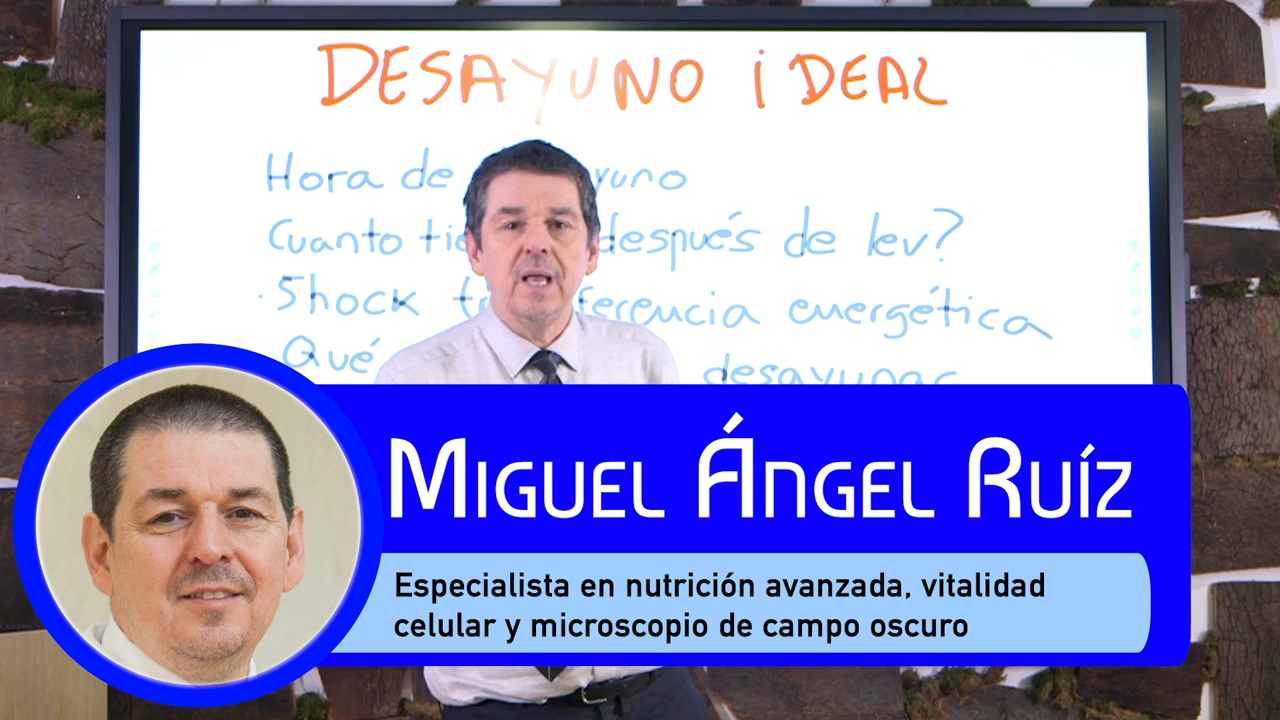 DESAYUNO iDEAL
Hora de yuno
Cuanto después de lev?
· Shock ferencia energética
Qué desayunar
MIGUEL ÁNGEL RUÍZ
Especialista en nutrición avanzada, vitalidad
celular y microscopio de campo oscuro